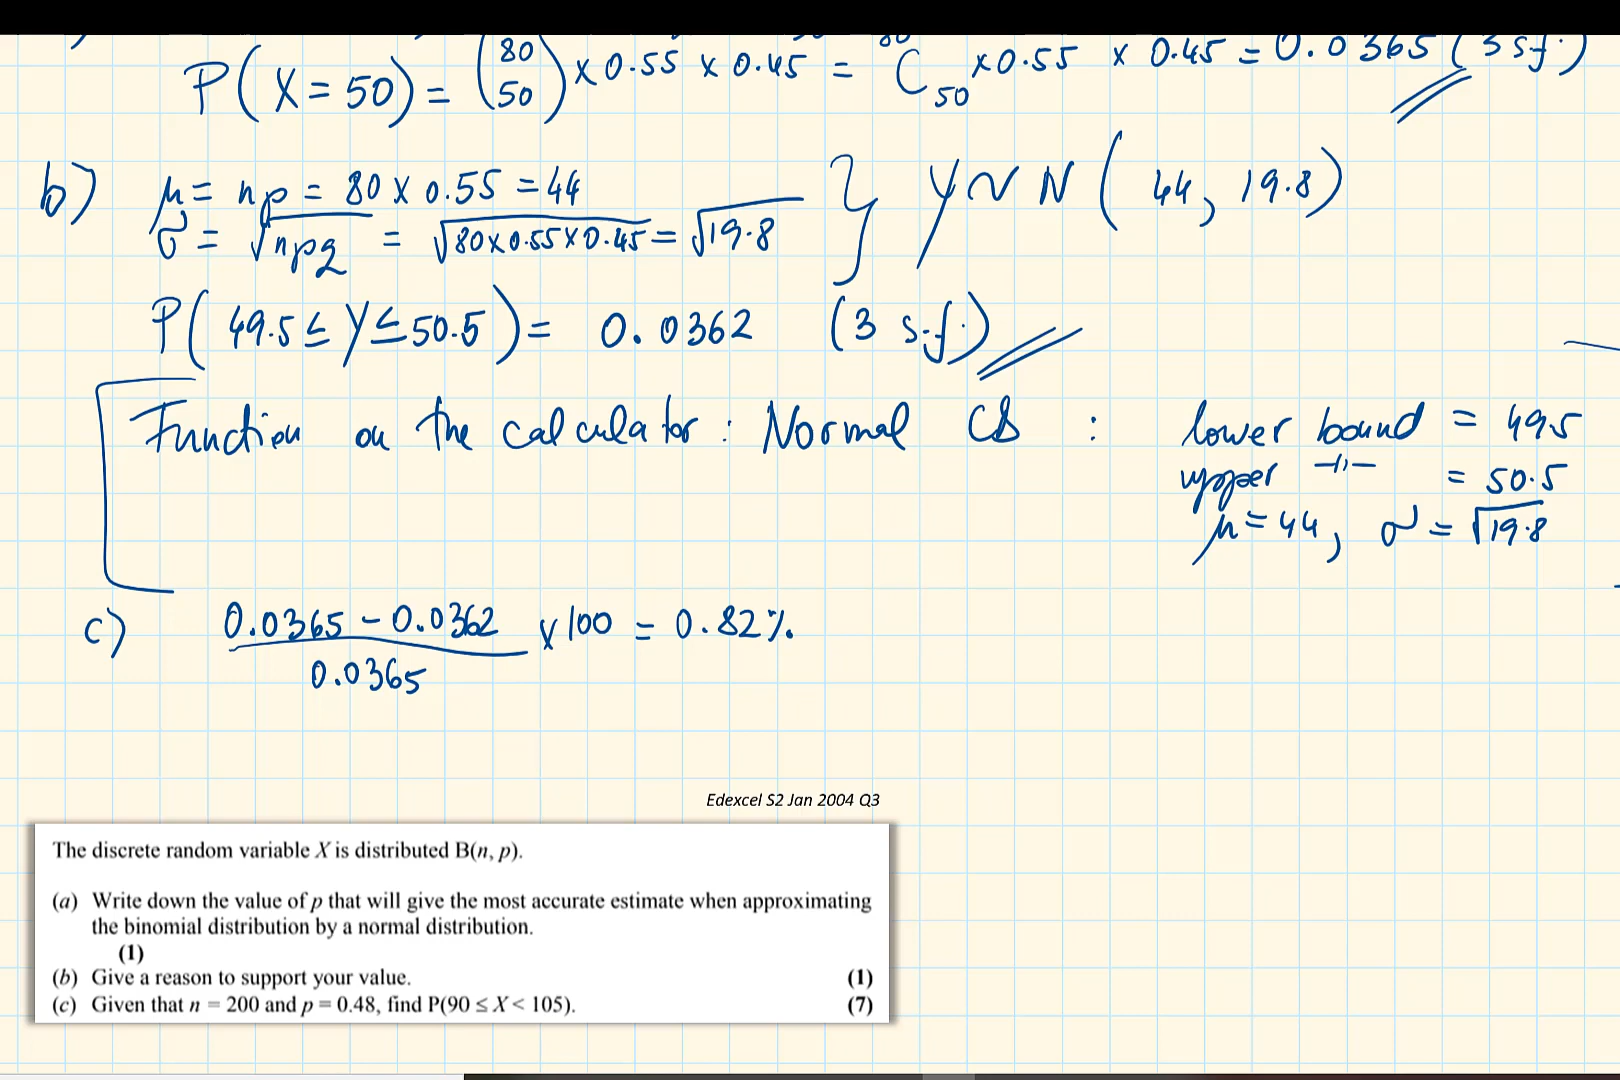 P(X = 50) = (80 50) × 0.55 × 0.45 = 80 C 50 × 0.55 × 0.45 = 0.0365 (3 s.f.)
b) μ = np = 80 × 0.55 = 44
σ = √npq = √80×0.55×0.45 = √19.8 } Y ~ N ( 44, 19.8 )
P( 49.5 ≤ Y ≤ 50.5 ) = 0.0362 (3 s.f.)
Function on the calculator : Normal CD : lower bound = 49.5
upper -"- = 50.5
μ = 44, σ = √19.8
c) 0.0365 - 0.0362 / 0.0365 × 100 = 0.82%
Edexcel S2 Jan 2004 Q3
The discrete random variable X is distributed B(n, p).
(a) Write down the value of p that will give the most accurate estimate when approximating
the binomial distribution by a normal distribution.
(1)
(b) Give a reason to support your value. (1)
(c) Given that n = 200 and p = 0.48, find P(90 ≤ X < 105). (7)